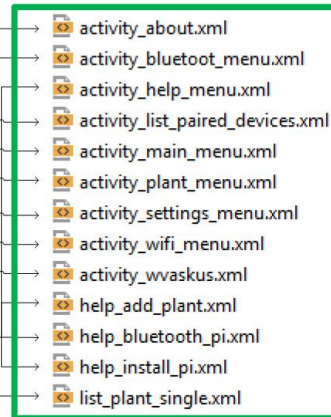 activity_about.xml
activity_bluetoot_menu.xml
activity_help_menu.xml
activity_list_paired_devices.xml
activity_main_menu.xml
activity_plant_menu.xml
activity_settings_menu.xml
activity_wifi_menu.xml
activity_wvaskus.xml
help_add_plant.xml
help_bluetooth_pi.xml
help_install_pi.xml
list_plant_single.xml